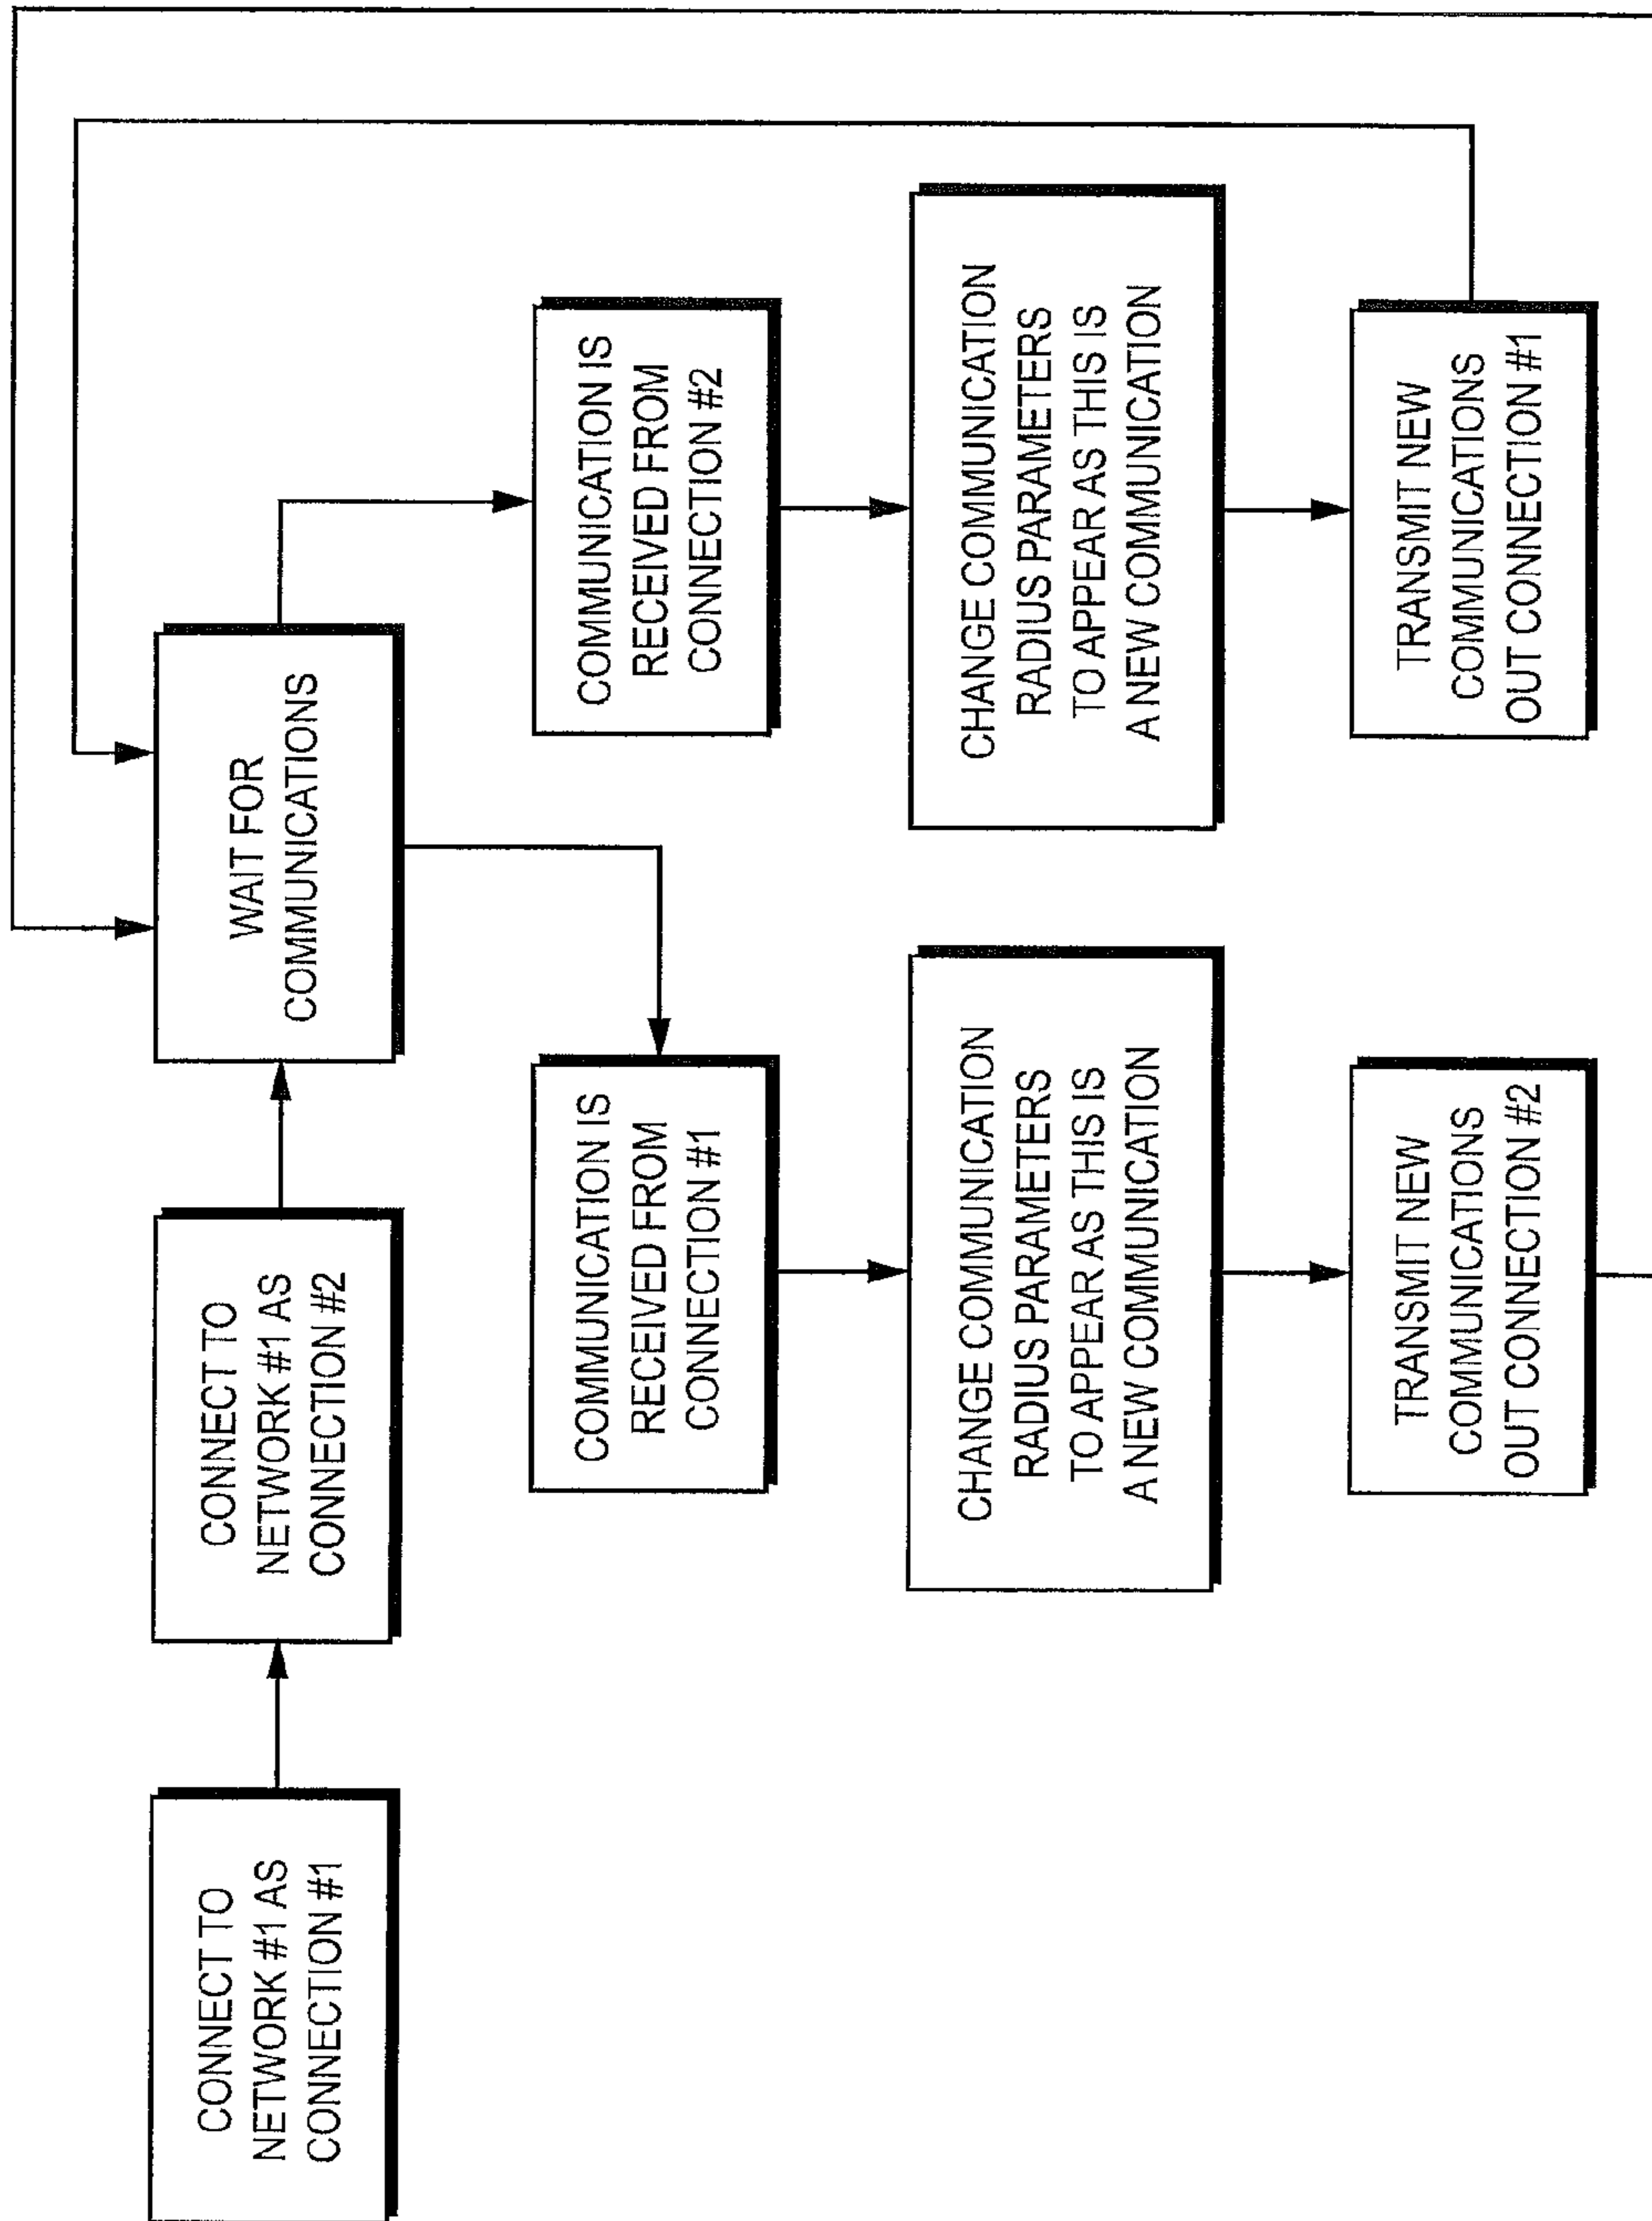 CONNECT TO
NETWORK #1 AS
CONNECTION #1
CONNECT TO
NETWORK #1 AS
CONNECTION #2
WAIT FOR
COMMUNICATIONS
COMMUNICATION IS
RECEIVED FROM
CONNECTION #1
CHANGE COMMUNICATION
RADIUS PARAMETERS
TO APPEAR AS THIS IS
A NEW COMMUNICATION
TRANSMIT NEW
COMMUNICATIONS
OUT CONNECTION #2
COMMUNICATION IS
RECEIVED FROM
CONNECTION #2
CHANGE COMMUNICATION
RADIUS PARAMETERS
TO APPEAR AS THIS IS
A NEW COMMUNICATION
TRANSMIT NEW
COMMUNICATIONS
OUT CONNECTION #1